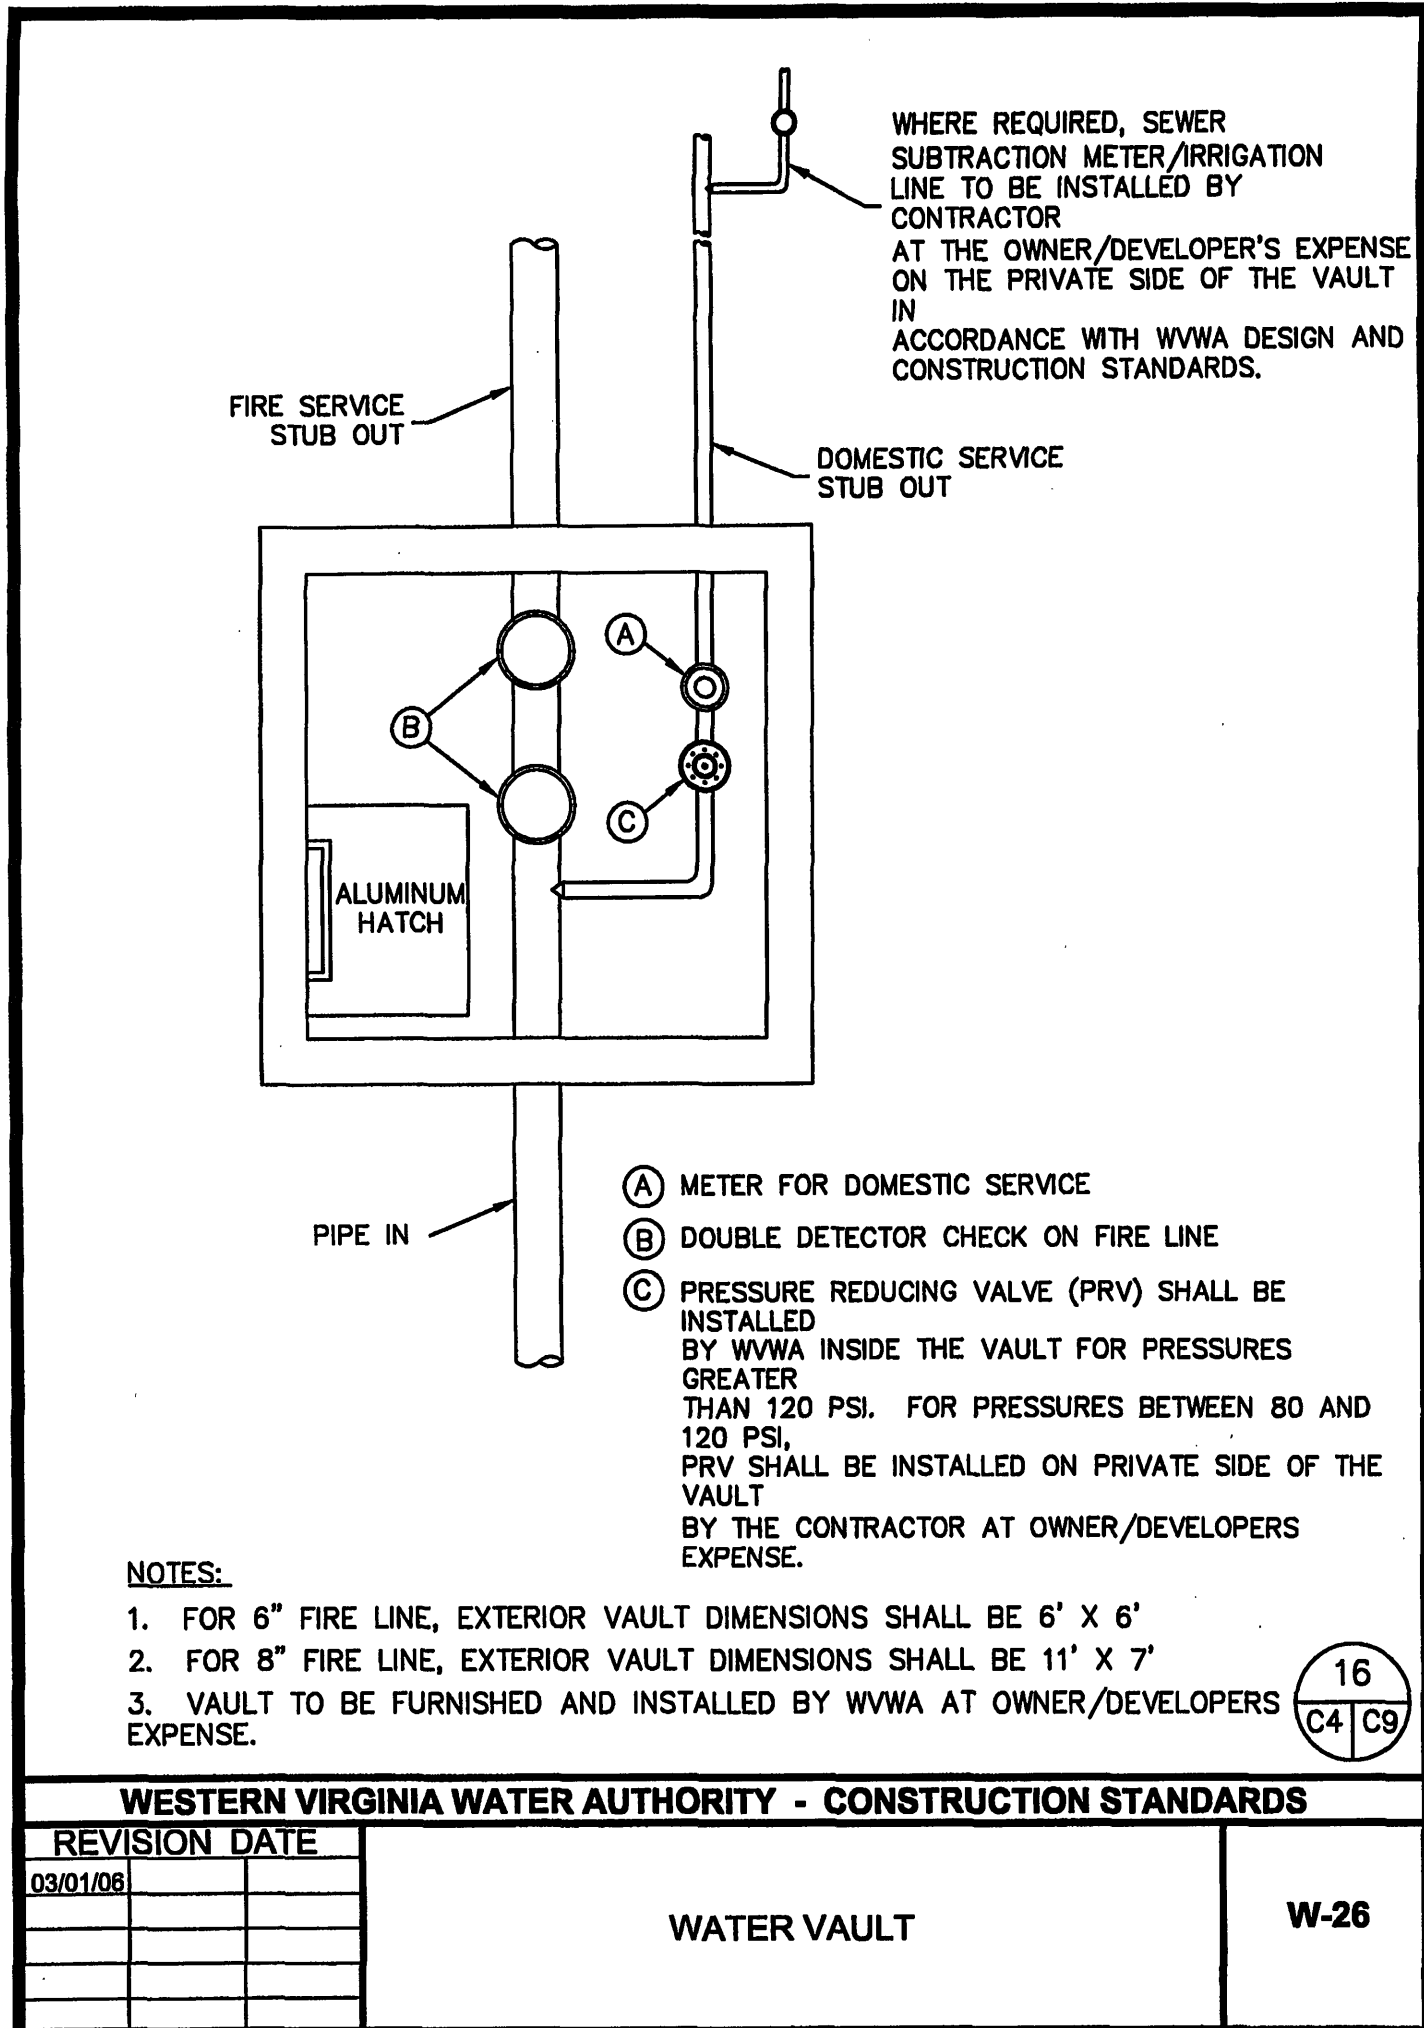 WHERE REQUIRED, SEWER
SUBTRACTION METER/IRRIGATION
LINE TO BE INSTALLED BY
CONTRACTOR
AT THE OWNER/DEVELOPER'S EXPENSE
ON THE PRIVATE SIDE OF THE VAULT
IN
ACCORDANCE WITH WVWA DESIGN AND
CONSTRUCTION STANDARDS.
FIRE SERVICE
STUB OUT
DOMESTIC SERVICE
STUB OUT
A
B
C
ALUMINUM
HATCH
PIPE IN
A METER FOR DOMESTIC SERVICE
B DOUBLE DETECTOR CHECK ON FIRE LINE
C PRESSURE REDUCING VALVE (PRV) SHALL BE
INSTALLED
BY WVWA INSIDE THE VAULT FOR PRESSURES
GREATER
THAN 120 PSI. FOR PRESSURES BETWEEN 80 AND
120 PSI,
PRV SHALL BE INSTALLED ON PRIVATE SIDE OF THE
VAULT
BY THE CONTRACTOR AT OWNER/DEVELOPERS
EXPENSE.
NOTES:
1. FOR 6" FIRE LINE, EXTERIOR VAULT DIMENSIONS SHALL BE 6' X 6'
2. FOR 8" FIRE LINE, EXTERIOR VAULT DIMENSIONS SHALL BE 11' X 7'
3. VAULT TO BE FURNISHED AND INSTALLED BY WVWA AT OWNER/DEVELOPERS
EXPENSE.
16
C4 C9
WESTERN VIRGINIA WATER AUTHORITY - CONSTRUCTION STANDARDS
REVISION DATE
03/01/06
WATER VAULT
W-26